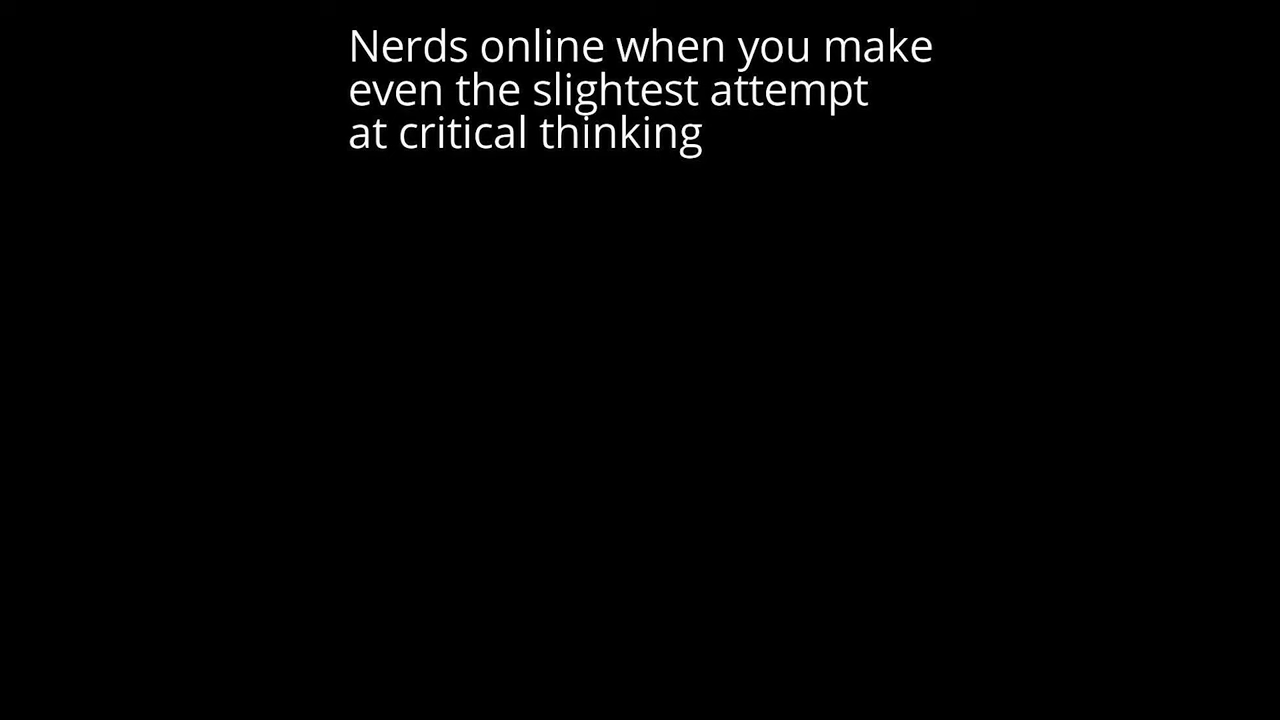 Nerds online when you make
even the slightest attempt
at critical thinking